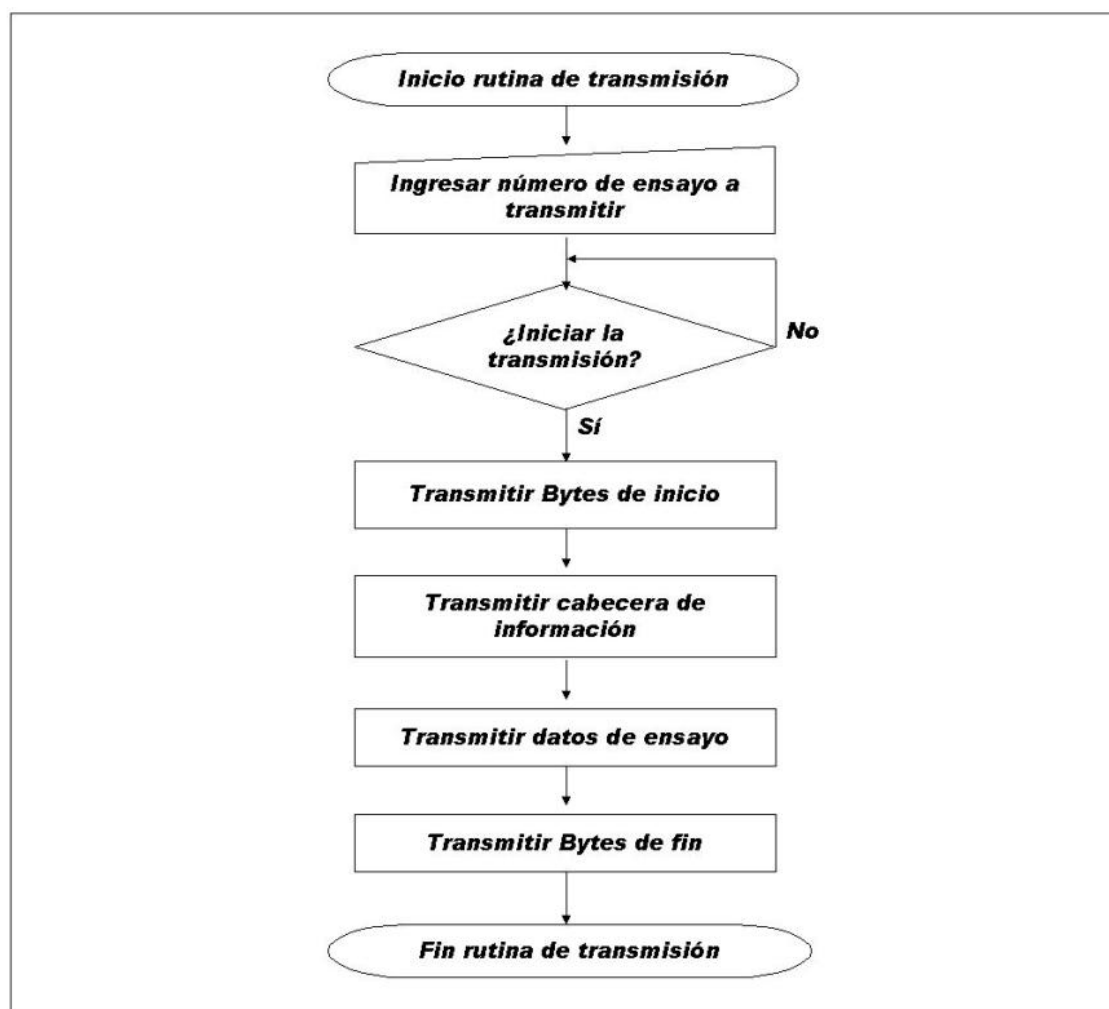 Inicio rutina de transmisión
Ingresar número de ensayo a
transmitir
¿Iniciar la
transmisión?
No
Sí
Transmitir Bytes de inicio
Transmitir cabecera de
información
Transmitir datos de ensayo
Transmitir Bytes de fin
Fin rutina de transmisión